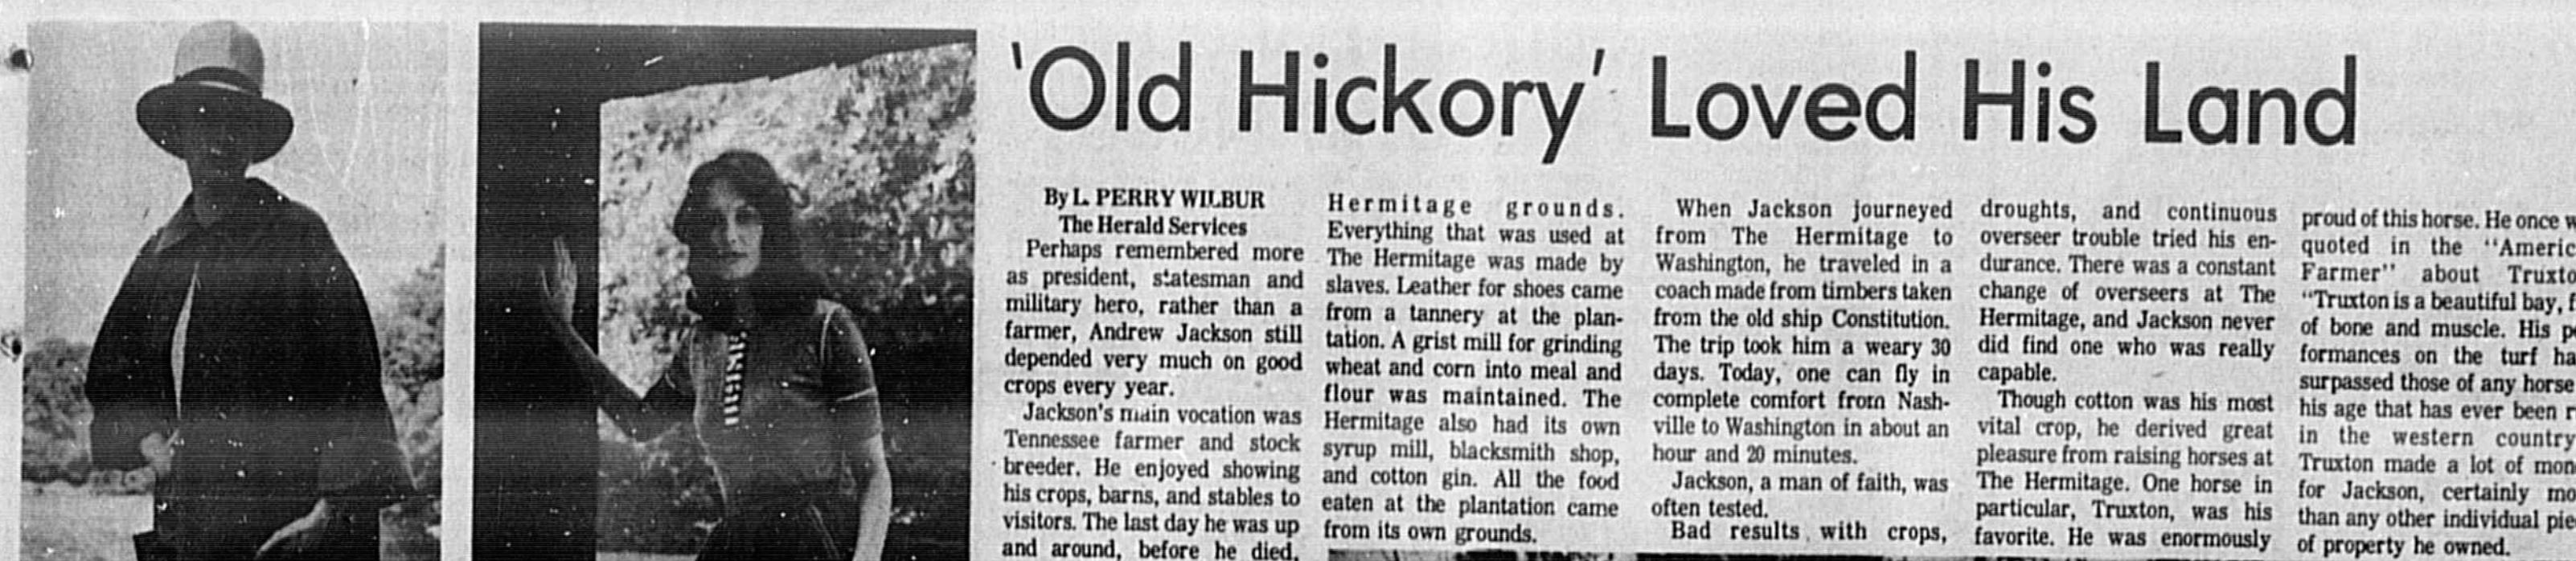 'Old Hickory' Loved His Land
By L. PERRY WILBUR
The Herald Services
Perhaps remembered more
as president, statesman and
military hero, rather than a
farmer, Andrew Jackson still
depended very much on good
crops every year.
Jackson's main vocation was
Tennessee farmer and stock
breeder. He enjoyed showing
his crops, barns, and stables to
visitors. The last day he was up
and around, before he died,
Hermitage grounds.
Everything that was used at
The Hermitage was made by
slaves. Leather for shoes came
from a tannery at the plan-
tation. A grist mill for grinding
wheat and corn into meal and
flour was maintained. The
Hermitage also had its own
syrup mill, blacksmith shop,
and cotton gin. All the food
eaten at the plantation came
from its own grounds.
When Jackson journeyed
from The Hermitage to
Washington, he traveled in a
coach made from timbers taken
from the old ship Constitution.
The trip took him a weary 30
days. Today, one can fly in
complete comfort from Nash-
ville to Washington in about an
hour and 20 minutes.
Jackson, a man of faith, was
often tested.
Bad results with crops,
droughts, and continuous
overseer trouble tried his en-
durance. There was a constant
change of overseers at The
Hermitage, and Jackson never
did find one who was really
capable.
Though cotton was his most
vital crop, he derived great
pleasure from raising horses at
The Hermitage. One horse in
particular, Truxton, was his
favorite. He was enormously
proud of this horse. He once w
quoted in the "Americ
Farmer" about Truxto
"Truxton is a beautiful bay, f
of bone and muscle. His p
formances on the turf ha
surpassed those of any horse
his age that has ever been r
in the western country
Truxton made a lot of mon
for Jackson, certainly mo
than any other individual pie
of property he owned.